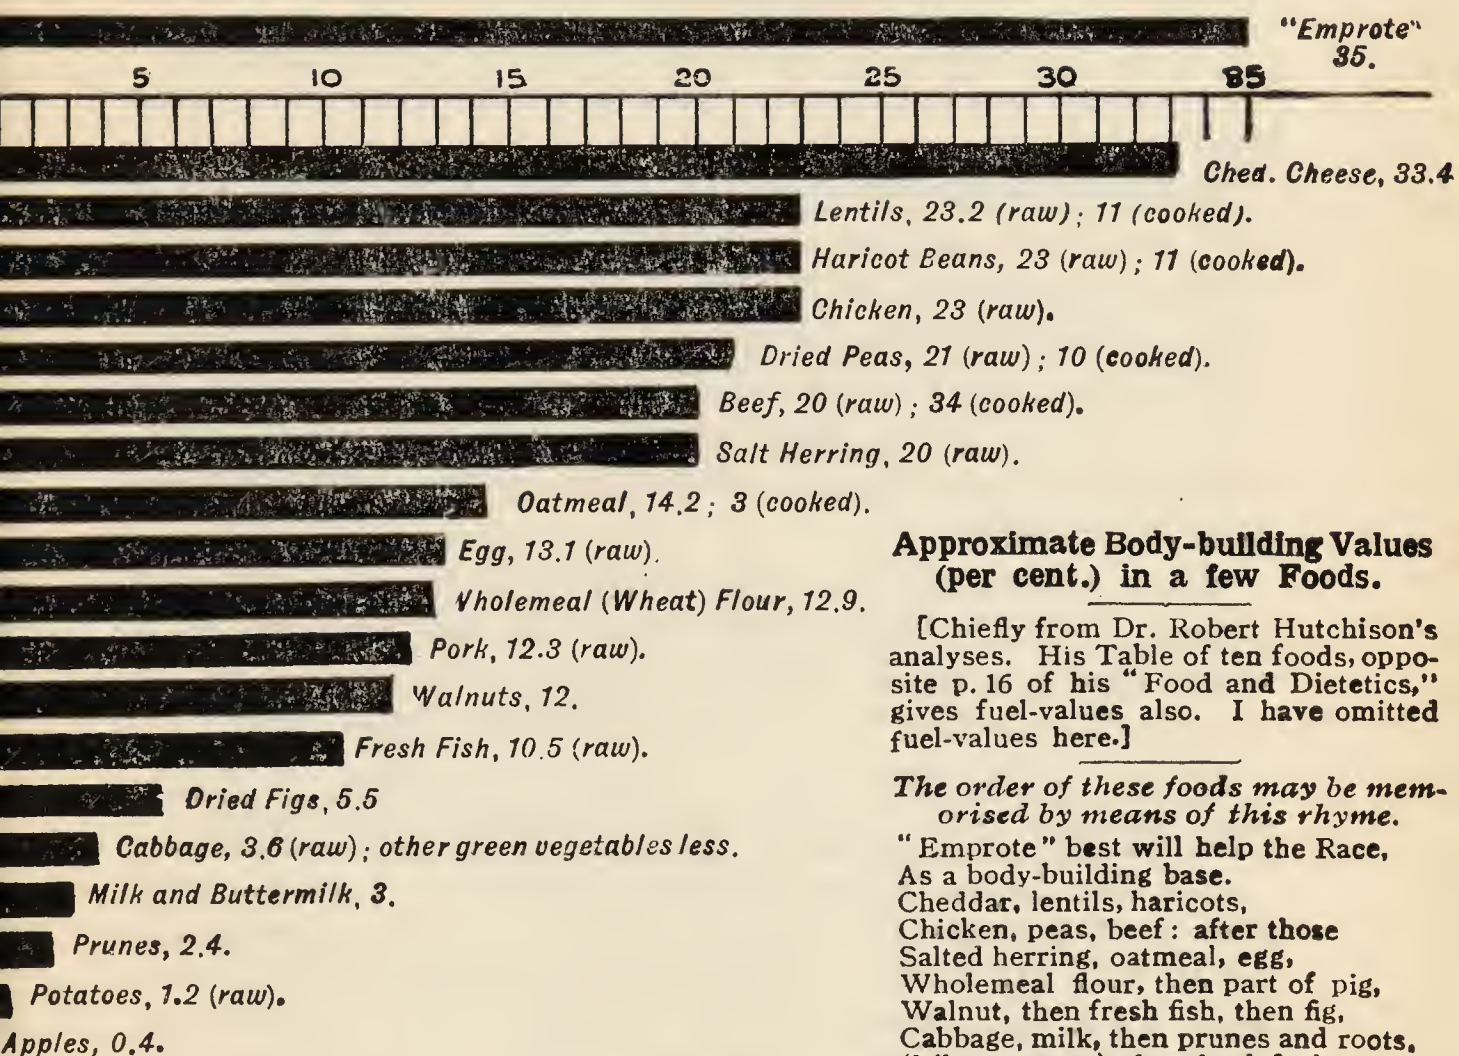 "Emprote"
35.
5 10 15 20 25 30 35
Ched. Cheese, 33.4
Lentils, 23.2 (raw); 11 (cooked).
Haricot Beans, 23 (raw); 11 (cooked).
Chicken, 23 (raw).
Dried Peas, 21 (raw); 10 (cooked).
Beef, 20 (raw); 34 (cooked).
Salt Herring, 20 (raw).
Oatmeal, 14.2; 3 (cooked).
Egg, 13.1 (raw).
Wholemeal (Wheat) Flour, 12.9.
Pork, 12.3 (raw).
Walnuts, 12.
Fresh Fish, 10.5 (raw).
Dried Figs, 5.5
Cabbage, 3.6 (raw); other green vegetables less.
Milk and Buttermilk, 3.
Prunes, 2.4.
Potatoes, 1.2 (raw).
Apples, 0.4.
Approximate Body-building Values
(per cent.) in a few Foods.
[Chiefly from Dr. Robert Hutchison's
analyses. His Table of ten foods, oppo-
site p. 16 of his "Food and Dietetics,"
gives fuel-values also. I have omitted
fuel-values here.]
The order of these foods may be mem-
orised by means of this rhyme.
"Emprote" best will help the Race,
As a body-building base.
Cheddar, lentils, haricots,
Chicken, peas, beef: after those
Salted herring, oatmeal, egg,
Wholemeal flour, then part of pig,
Walnut, then fresh fish, then fig,
Cabbage, milk, then prunes and roots,